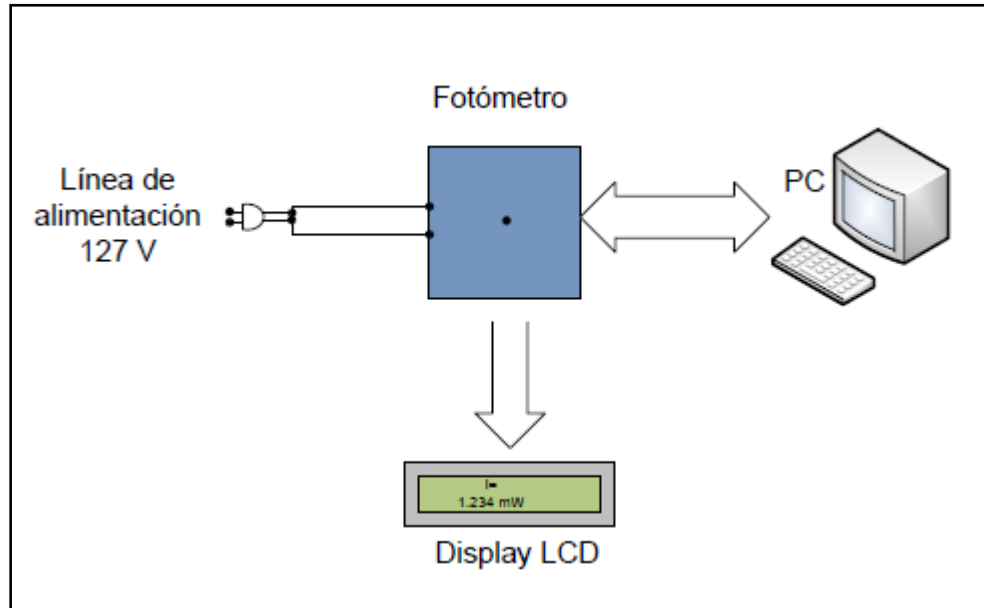 Fotómetro
Línea de
alimentación
127 V
PC
I=
1.234 mW
Display LCD